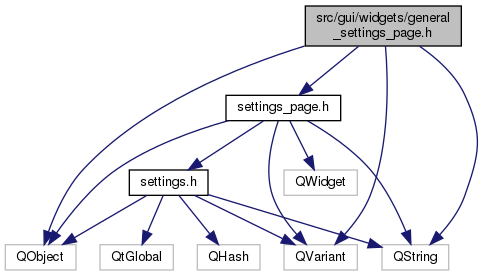 src/gui/widgets/general
_settings_page.h
settings_page.h
settings.h
QWidget
QObject
QtGlobal
QHash
QVariant
QString